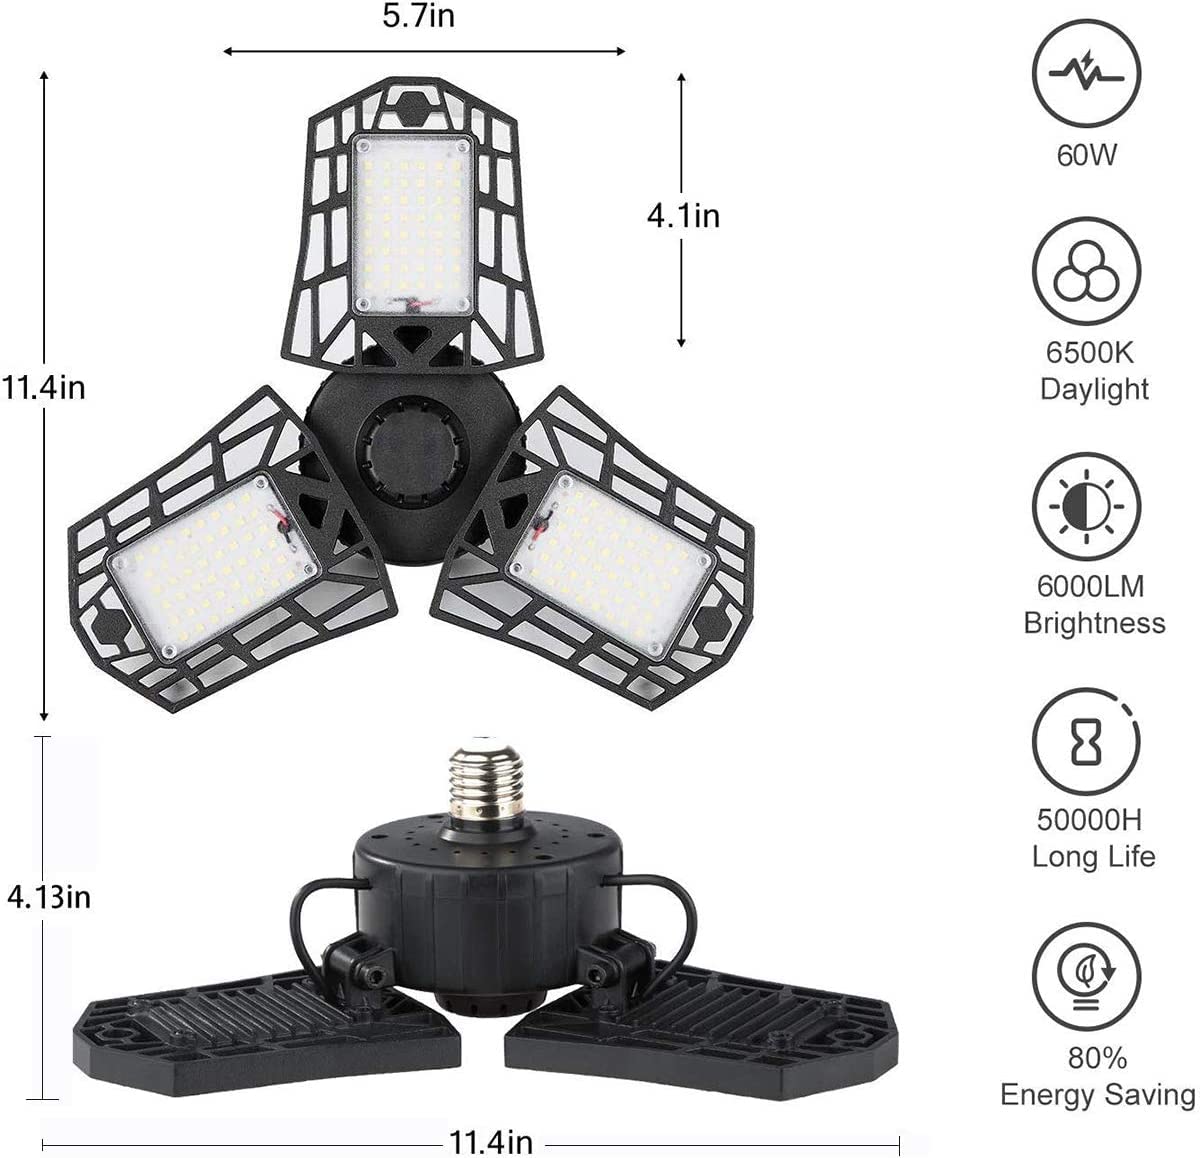 5.7in
4.1in
11.4in
4.13in
11.4in
60W
6500K
Daylight
6000LM
Brightness
50000H
Long Life
80%
Energy Saving